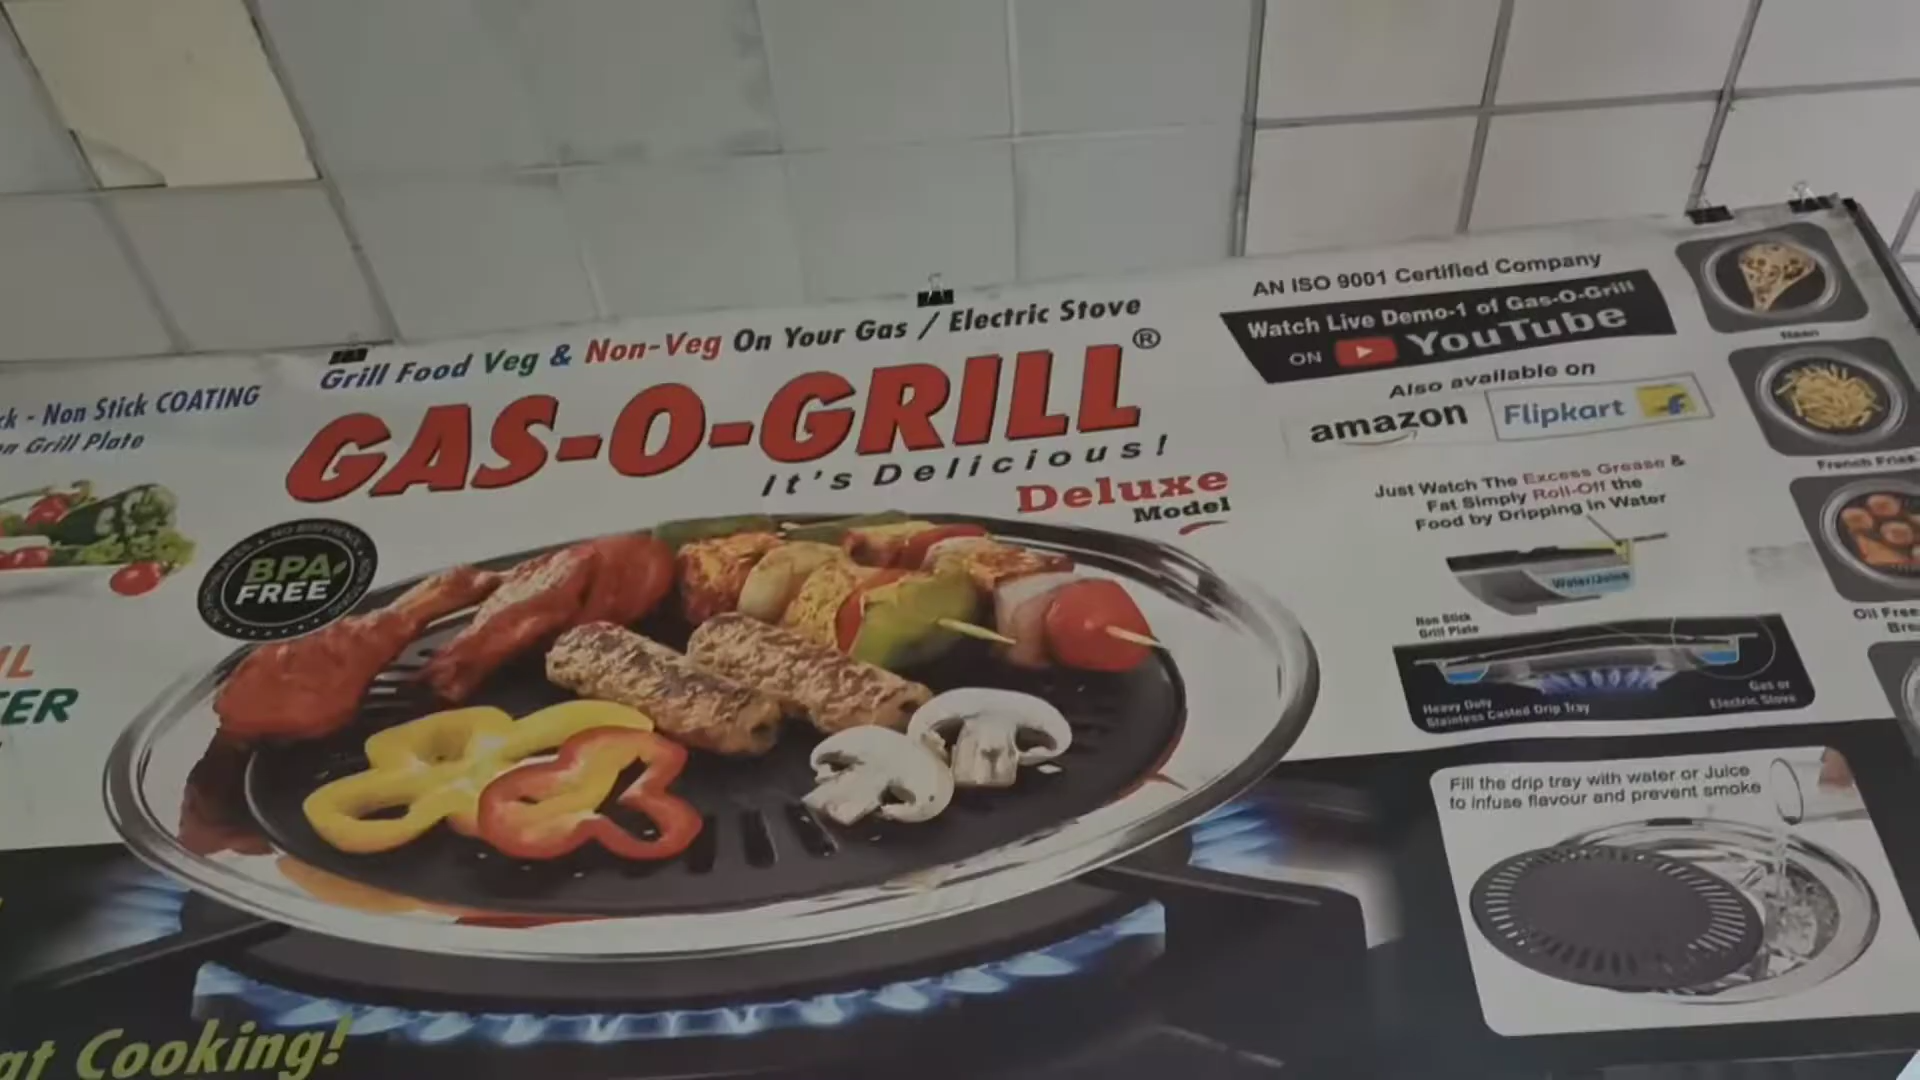 Non Stick COATING
Grill Plate
BPA
FREE
Grill Food Veg & Non-Veg On Your Gas / Electric Stove
GAS-O-GRILL®
It's Delicious!
Deluxe
Model
Cooking!
AN ISO 9001 Certified Company
Watch Live Demo-1 of Gas-O-Grill
ON YouTube
Also available on
amazon Flipkart
Just Watch The Excess Grease &
Fat Simply Roll-Off the
Food by Dripping in Water
Water/Juice
Non Stick
Grill Plate
Heavy Duty
Stainless Casted Drip Tray
Gas or
Electric Stove
Fill the drip tray with water or Juice
to infuse flavour and prevent smoke
Naan
French Fries
Oil Free